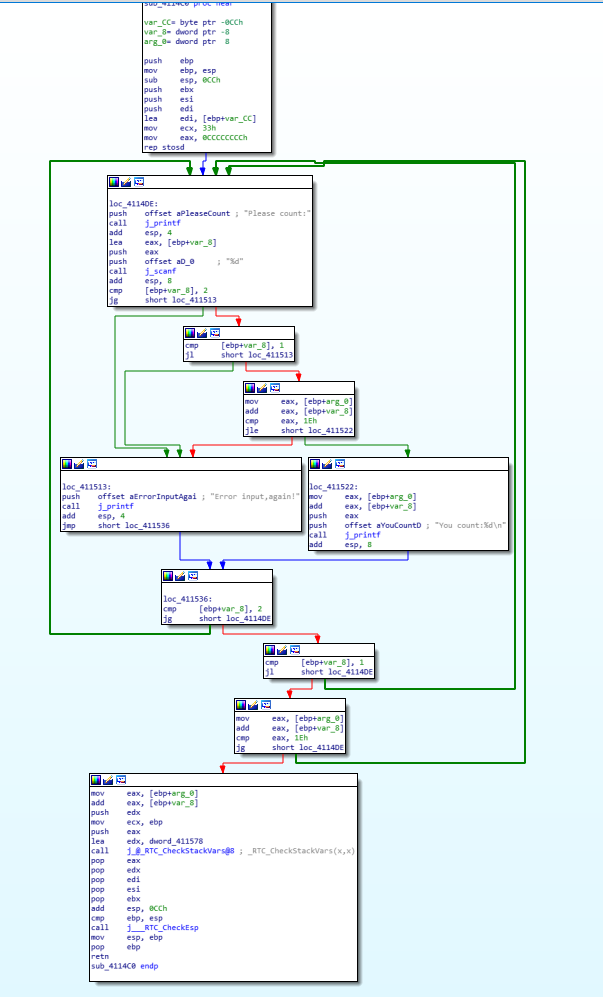 sub_4114C0 proc near
var_CC= byte ptr -0CCh
var_8= dword ptr -8
arg_0= dword ptr  8
push    ebp
mov     ebp, esp
sub     esp, 0CCh
push    ebx
push    esi
push    edi
lea     edi, [ebp+var_CC]
mov     ecx, 33h
mov     eax, 0CCCCCCCCh
rep stosd
loc_4114DE:
push    offset aPleaseCount ; "Please count:"
call    j_printf
add     esp, 4
lea     eax, [ebp+var_8]
push    eax
push    offset aD_0     ; "%d"
call    j_scanf
add     esp, 8
cmp     [ebp+var_8], 2
jg      short loc_411513
cmp     [ebp+var_8], 1
jl      short loc_411513
mov     eax, [ebp+arg_0]
add     eax, [ebp+var_8]
cmp     eax, 1Eh
jle     short loc_411522
loc_411513:
push    offset aErrorInputAgai ; "Error input,again!"
call    j_printf
add     esp, 4
jmp     short loc_411536
loc_411522:
mov     eax, [ebp+arg_0]
add     eax, [ebp+var_8]
push    eax
push    offset aYouCountD ; "You count:%d\n"
call    j_printf
add     esp, 8
loc_411536:
cmp     [ebp+var_8], 2
jg      short loc_4114DE
cmp     [ebp+var_8], 1
jl      short loc_4114DE
mov     eax, [ebp+arg_0]
add     eax, [ebp+var_8]
cmp     eax, 1Eh
jg      short loc_4114DE
mov     eax, [ebp+arg_0]
add     eax, [ebp+var_8]
push    edx
mov     ecx, ebp
push    eax
lea     edx, dword_411578
call    j_@_RTC_CheckStackVars@8 ; _RTC_CheckStackVars(x,x)
pop     eax
pop     edx
pop     edi
pop     esi
pop     ebx
add     esp, 0CCh
cmp     ebp, esp
call    j___RTC_CheckEsp
mov     esp, ebp
pop     ebp
retn
sub_4114C0 endp